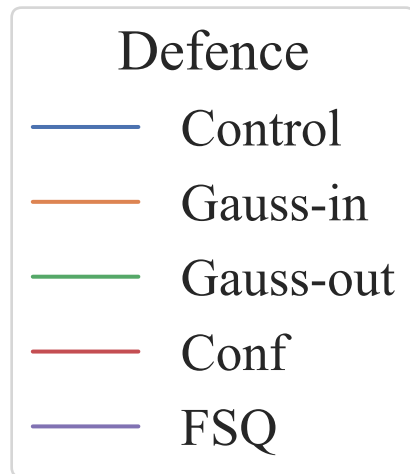 Defence
Control
Gauss-in
Gauss-out
Conf
FSQ